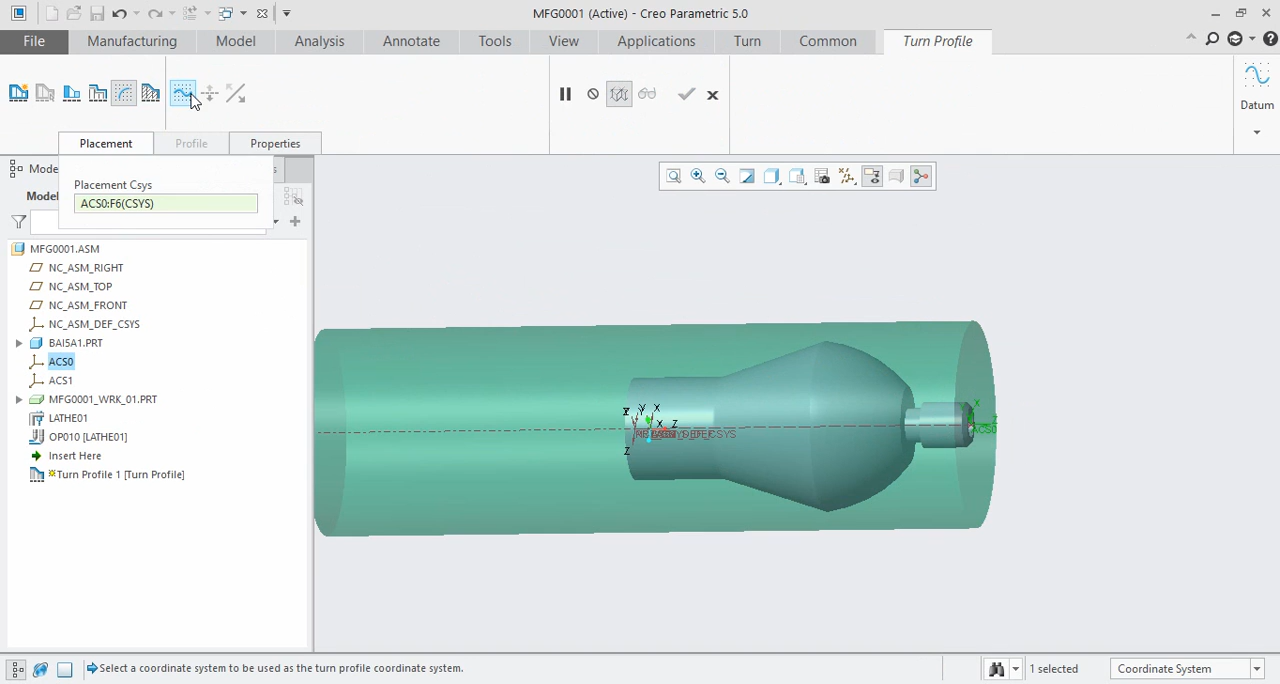 MFG0001 (Active) - Creo Parametric 5.0
File Manufacturing Model Analysis Annotate Tools View Applications Turn Common Turn Profile
Datum
Placement Profile Properties
Placement Csys
ACS0:F6(CSYS)
MFG0001.ASM
NC_ASM_RIGHT
NC_ASM_TOP
NC_ASM_FRONT
NC_ASM_DEF_CSYS
BAI5A1.PRT
ACS0
ACS1
MFG0001_WRK_01.PRT
LATHE01
OP010 [LATHE01]
Insert Here
Turn Profile 1 [Turn Profile]
Z Y X
X Z
Z
X
Z
ACS0
Select a coordinate system to be used as the turn profile coordinate system.
1 selected
Coordinate System